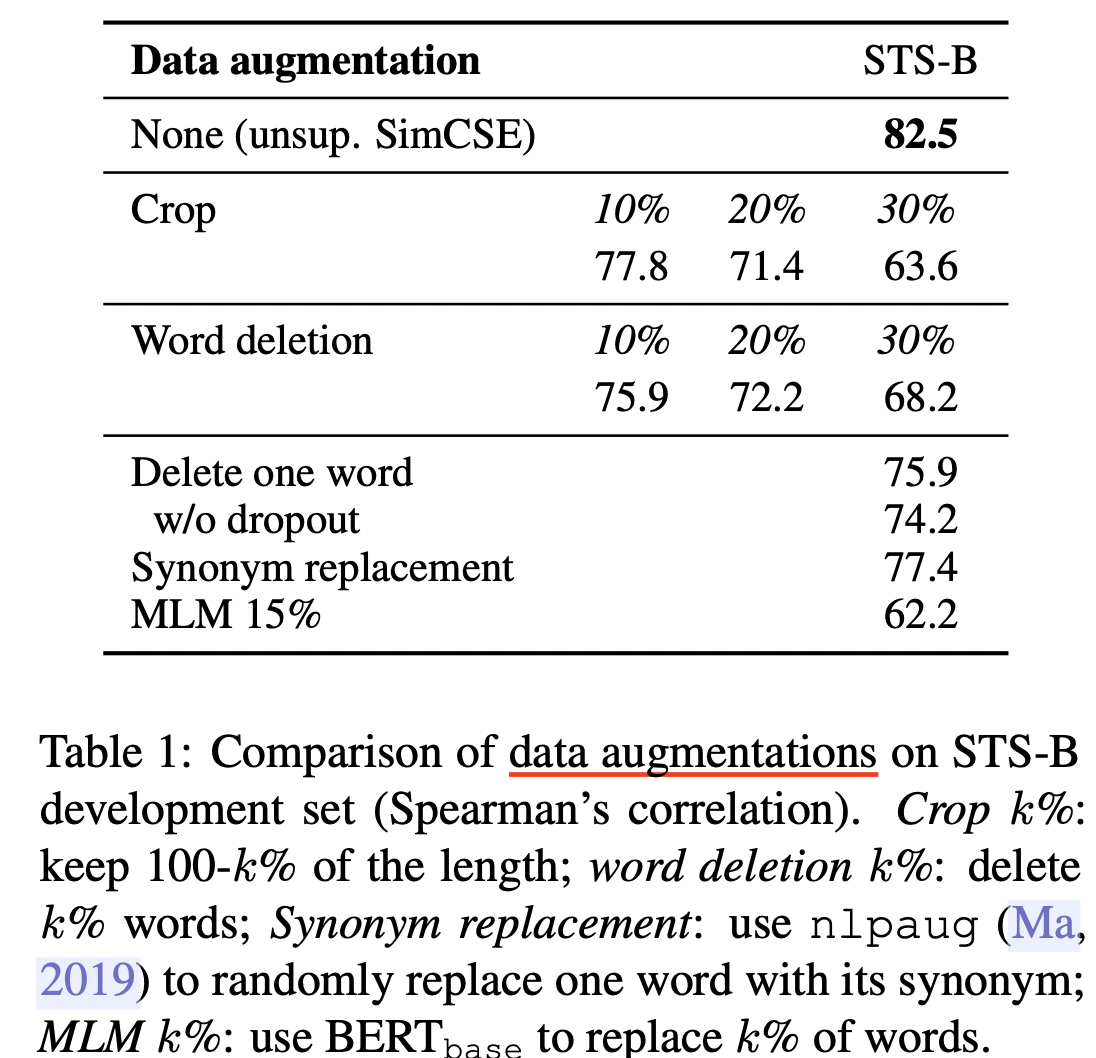 Data augmentation STS-B
None (unsup. SimCSE) 82.5
Crop 10% 20% 30%
77.8 71.4 63.6
Word deletion 10% 20% 30%
75.9 72.2 68.2
Delete one word 75.9
w/o dropout 74.2
Synonym replacement 77.4
MLM 15% 62.2
Table 1: Comparison of data augmentations on STS-B
development set (Spearman’s correlation). Crop k%:
keep 100-k% of the length; word deletion k%: delete
k% words; Synonym replacement: use nlpaug (Ma,
2019) to randomly replace one word with its synonym;
MLM k%: use BERTbase to replace k% of words.